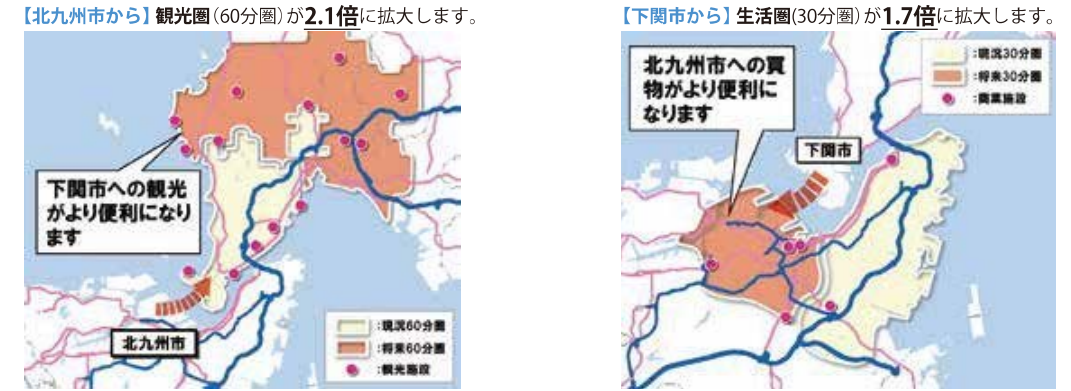 【北九州市から】観光圏(60分圏)が2.1倍に拡大します。
下関市への観光
がより便利になり
ます
北九州市
:現況60分圏
:将来60分圏
:観光施設
【下関市から】生活圏(30分圏)が1.7倍に拡大します。
北九州市への買
物がより便利に
なります
下関市
:現況30分圏
:将来30分圏
:商業施設